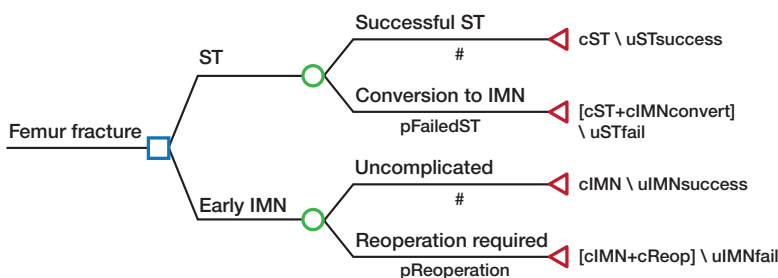 Successful ST
cST \ uSTsuccess
#
ST
Conversion to IMN
[cST+cIMNconvert]
\ uSTfail
pFailedST
Femur fracture
Uncomplicated
cIMN \ uIMNsuccess
#
Early IMN
Reoperation required
[cIMN+cReop] \ uIMNfail
pReoperation